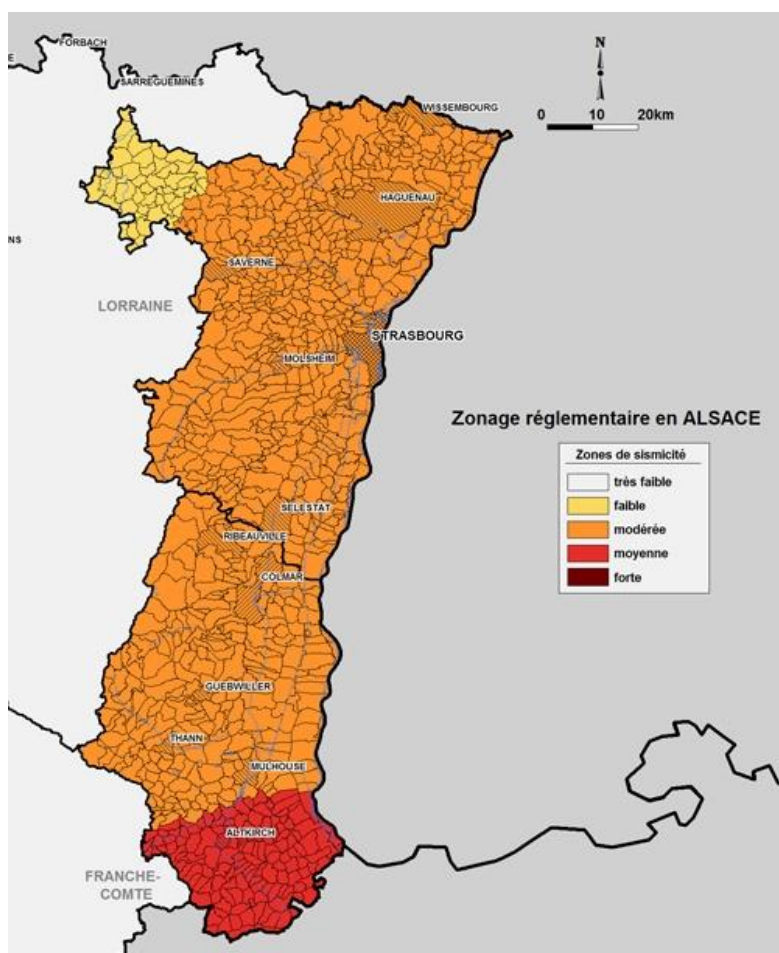 FORBACH
E
SARREGUEMINES
N
WISSEMBOURG
0 10 20km
HAGUENAU
NS
SAVERNE
LORRAINE
STRASBOURG
MOLSHEIM
Zonage réglementaire en ALSACE
Zones de sismicité
très faible
faible
modérée
moyenne
forte
SELESTAT
RIBEAUVILLE
COLMAR
GUEBWILLER
THANN
MULHOUSE
ALTKIRCH
FRANCHE-
COMTE